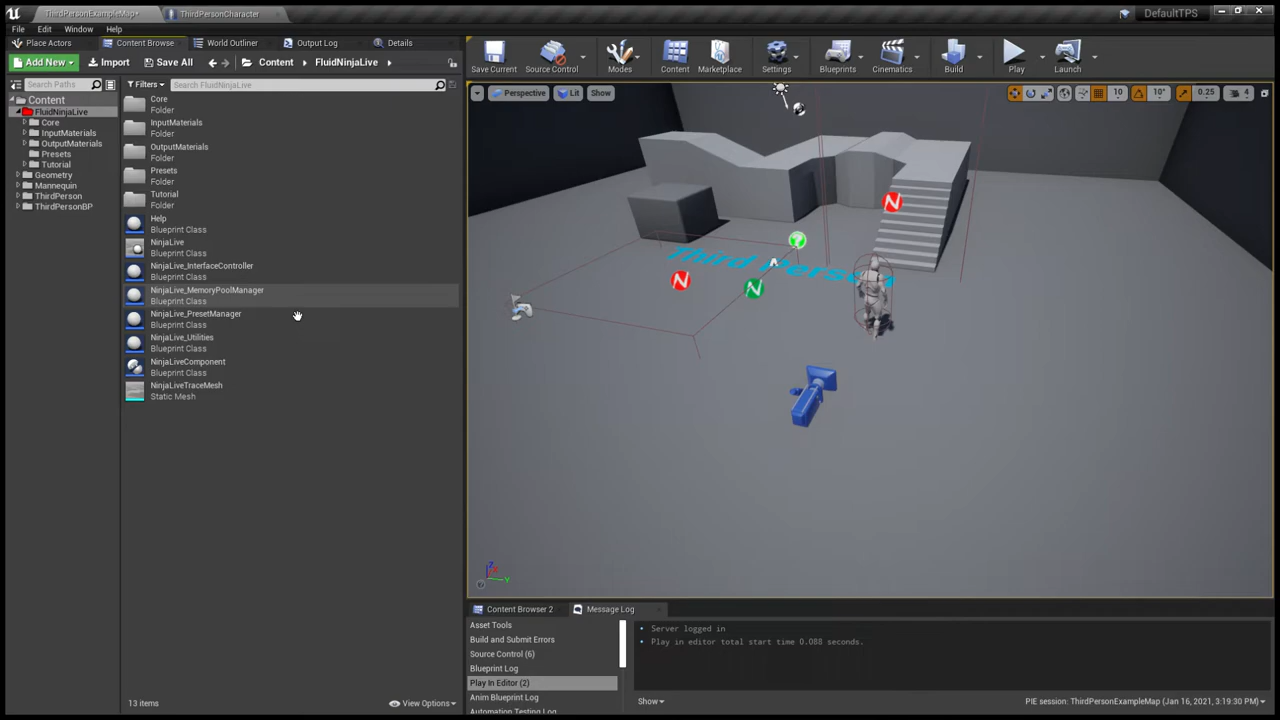 ThirdPersonExampleMap*
ThirdPersonCharacter
DefaultTPS
File Edit Window Help
Place Actors
Content Browse
World Outliner
Output Log
Details
Add New
Import
Save All
Content
FluidNinjaLive
Search Paths
Filters
Search FluidNinjaLive
Content
FluidNinjaLive
Core
InputMaterials
OutputMaterials
Presets
Tutorial
Geometry
Mannequin
ThirdPerson
ThirdPersonBP
Core
Folder
InputMaterials
Folder
OutputMaterials
Folder
Presets
Folder
Tutorial
Folder
Help
Blueprint Class
NinjaLive
Blueprint Class
NinjaLive_InterfaceController
Blueprint Class
NinjaLive_MemoryPoolManager
Blueprint Class
NinjaLive_PresetManager
Blueprint Class
NinjaLive_Utilities
Blueprint Class
NinjaLiveComponent
Blueprint Class
NinjaLiveTraceMesh
Static Mesh
13 items
View Options
Save Current
Source Control
Modes
Content
Marketplace
Settings
Blueprints
Cinematics
Build
Play
Launch
Perspective
Lit
Show
10
10°
0.25
4
N
Third Person
N
N
Z
Y
Content Browser 2
Message Log
Asset Tools
Build and Submit Errors
Source Control (6)
Blueprint Log
Play In Editor (2)
Anim Blueprint Log
Automation Testing Log
Server logged in
Play in editor total start time 0.088 seconds.
Show
PIE session: ThirdPersonExampleMap (Jan 16, 2021, 3:19:30 PM)